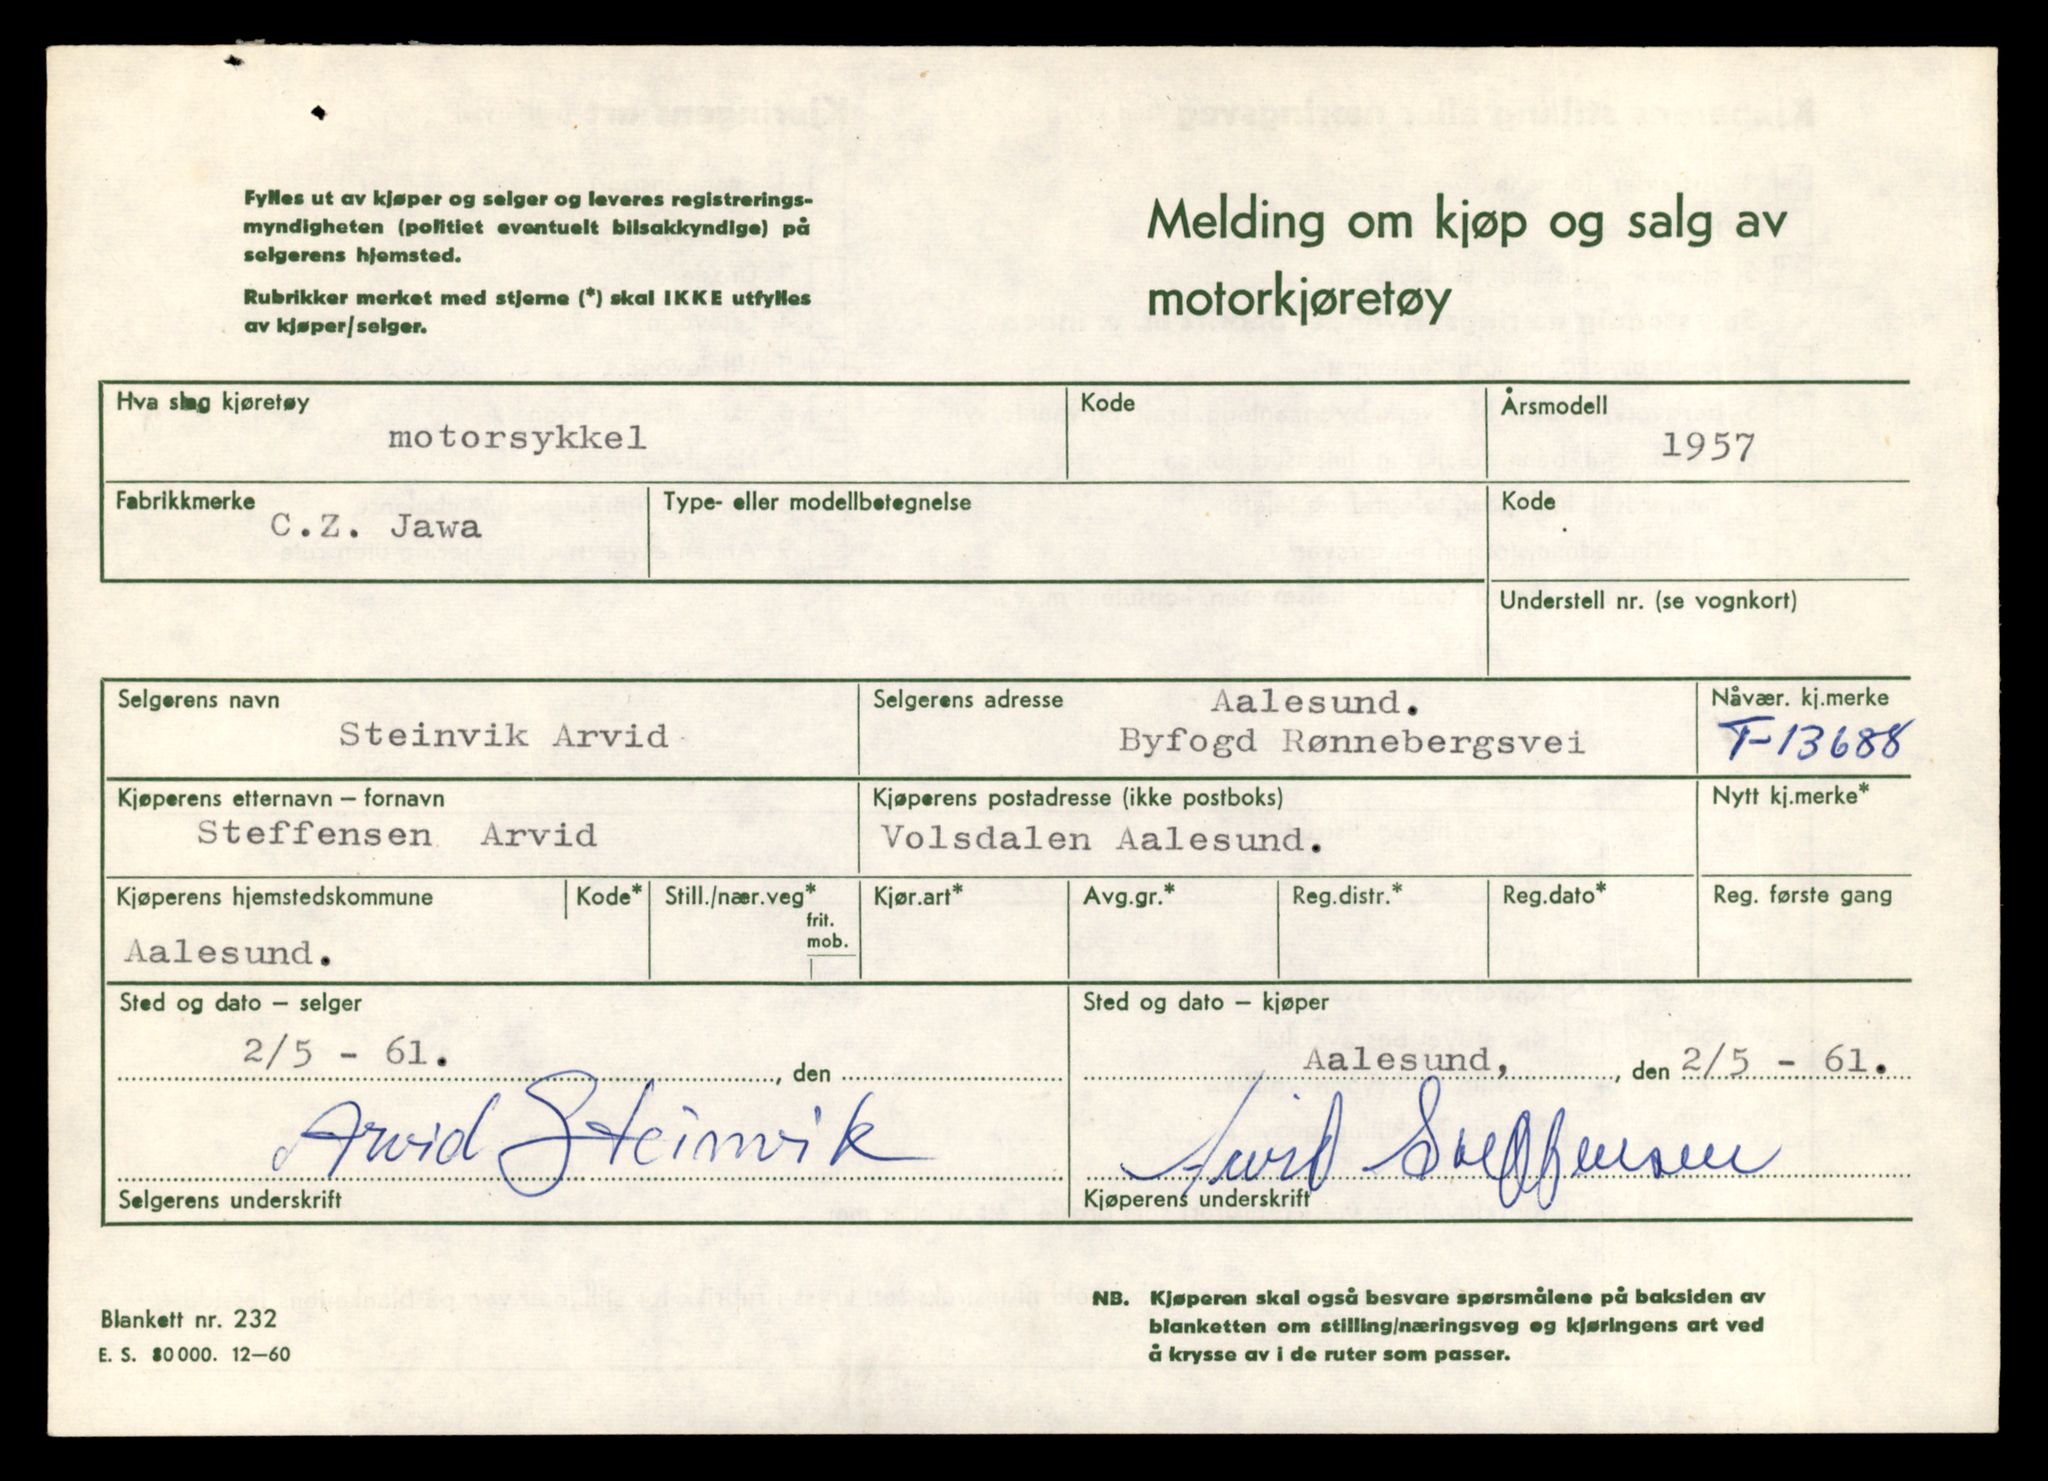 Fylles ut av kjøper og selger og leveres registrerings-
myndigheten (politiet eventuelt bilsakkyndige) på
selgerens hjemsted.
Rubrikker merket med stjerne (*) skal IKKE utfylles
av kjøper/selger.
Melding om kjøp og salg av
motorkjøretøy
Hva slag kjøretøy
motorsykkel
Kode
Årsmodell
1957
Fabrikkmerke
C.Z. Jawa
Type- eller modellbetegnelse
Kode
Understell nr. (se vognkort)
Selgerens navn
Steinvik Arvid
Selgerens adresse
Aalesund.
Byfogd Rønnebergsvei
Nåvær. kj.merke
T-13688
Kjøperens etternavn – fornavn
Steffensen Arvid
Kjøperens postadresse (ikke postboks)
Volsdalen Aalesund.
Nytt kj.merke*
Kjøperens hjemstedskommune
Aalesund.
Kode*
Still./nær.veg*
frit.
mob.
Kjør.art*
Avg.gr.*
Reg.distr.*
Reg.dato*
Reg. første gang
Sted og dato – selger
2/5 - 61.
, den
Arvid Steinvik
Selgerens underskrift
Sted og dato – kjøper
Aalesund, , den 2/5 - 61.
Arvid Steffensen
Kjøperens underskrift
Blankett nr. 232
E. S. 80 000. 12–60
NB. Kjøperen skal også besvare spørsmålene på baksiden av
blanketten om stilling/næringsveg og kjøringens art ved
å krysse av i de ruter som passer.